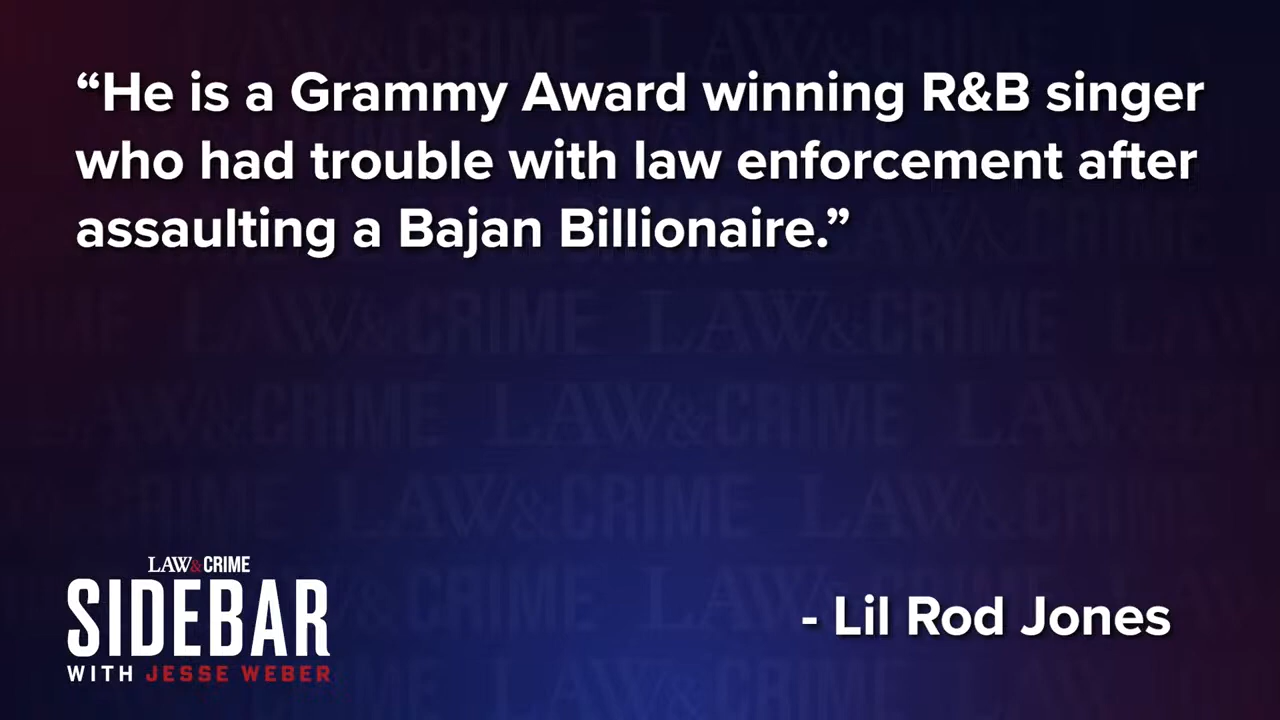 “He is a Grammy Award winning R&B singer
who had trouble with law enforcement after
assaulting a Bajan Billionaire.”
- Lil Rod Jones
LAW&CRIME
SIDEBAR
WITH JESSE WEBER